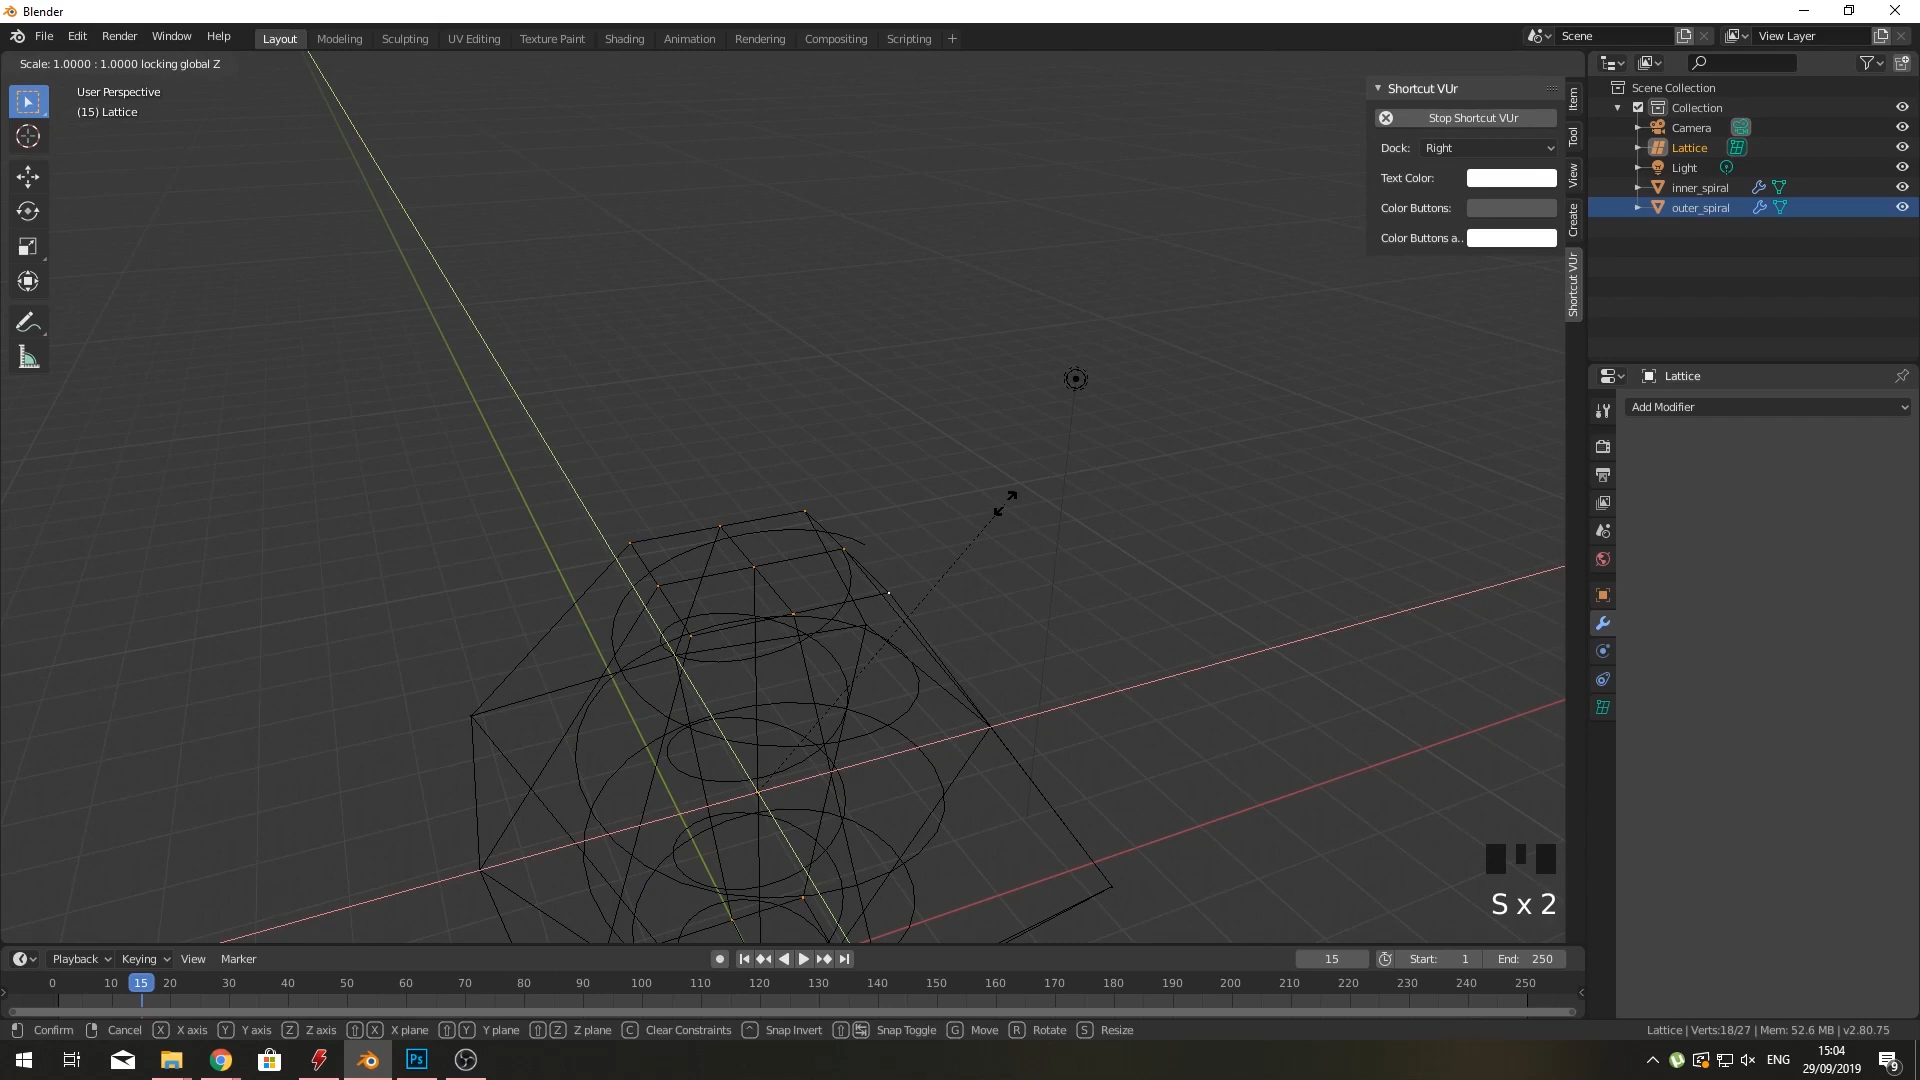 Blender
File Edit Render Window Help
Layout Modeling Sculpting UV Editing Texture Paint Shading Animation Rendering Compositing Scripting +
Scene
View Layer
Scale: 1.0000 : 1.0000 locking global Z
User Perspective
(15) Lattice
Shortcut VUr
Stop Shortcut VUr
Dock: Right
Text Color:
Color Buttons:
Color Buttons a..
Item
Tool
View
Create
Shortcut VUr
Scene Collection
Collection
Camera
Lattice
Light
inner_spiral
outer_spiral
Lattice
Add Modifier
S x 2
Playback Keying View Marker
15 Start: 1 End: 250
0 10 15 20 30 40 50 60 70 80 90 100 110 120 130 140 150 160 170 180 190 200 210 220 230 240 250
Confirm Cancel X X axis Y Y axis Z Z axis X X plane Y Y plane Z Z plane C Clear Constraints ^ Snap Invert Snap Toggle G Move R Rotate S Resize
Lattice | Verts:18/27 | Mem: 52.6 MB | v2.80.75
Ps
ENG
15:04
29/09/2019
9